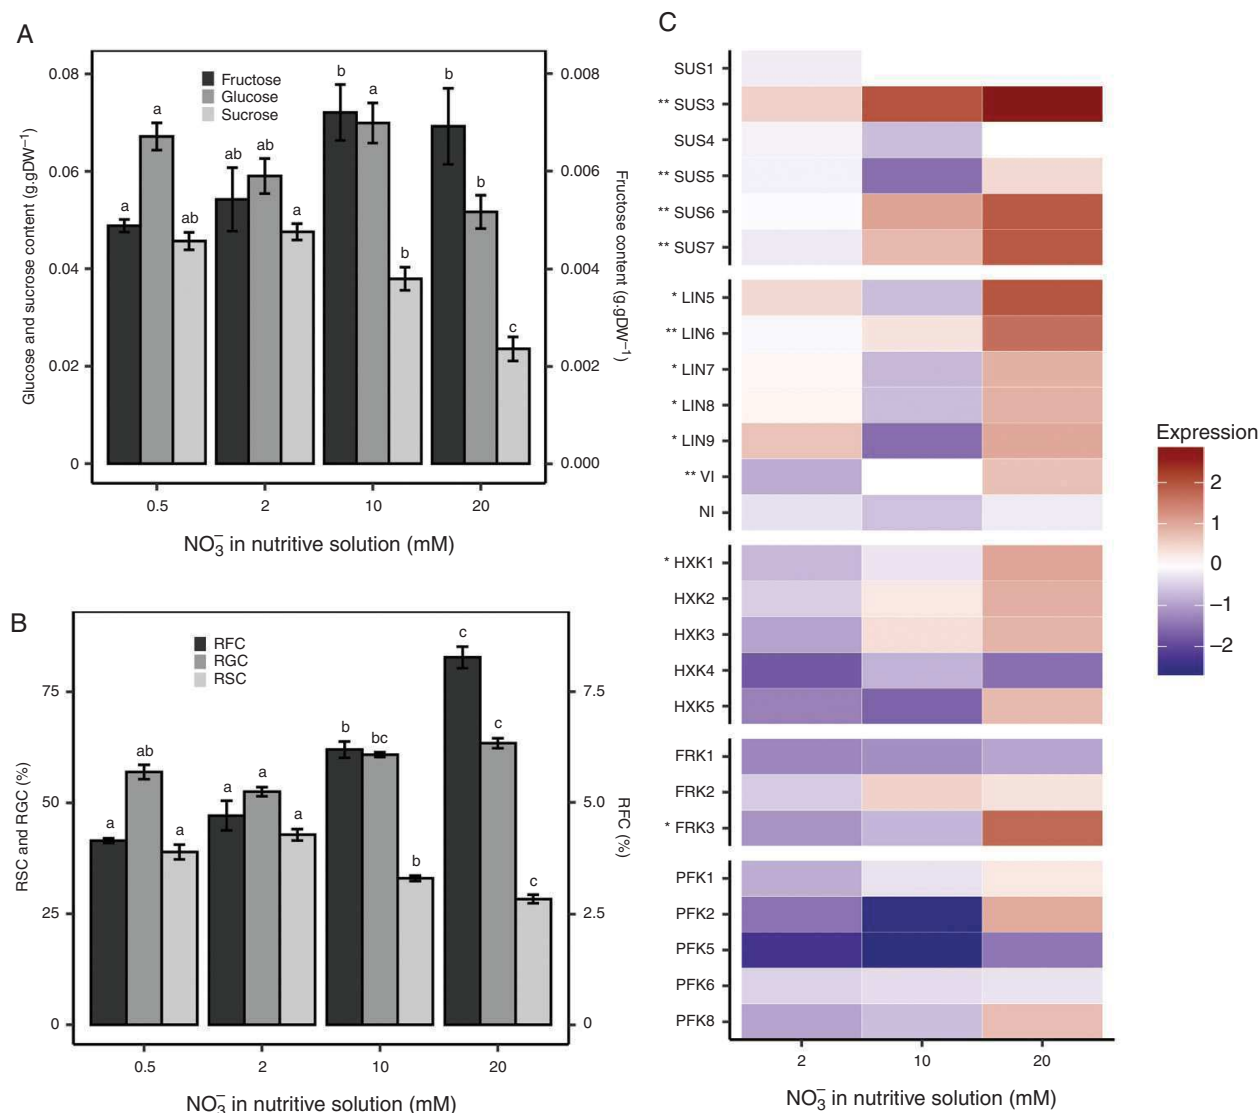 A
Fructose
Glucose
Sucrose
Glucose and sucrose content (g.gDW−1)
Fructose content (g.gDW−1)
0.08
0.06
0.04
0.02
0
0.008
0.006
0.004
0.002
0.000
a a ab
ab ab a
b a b
b b c
0.5 2 10 20
NO3− in nutritive solution (mM)
B
RFC
RGC
RSC
RSC and RGC (%)
RFC (%)
75
50
25
0
7.5
5.0
2.5
0
a ab a
a a a
b bc b
c c c
0.5 2 10 20
NO3− in nutritive solution (mM)
C
SUS1
** SUS3
SUS4
** SUS5
** SUS6
** SUS7
* LIN5
** LIN6
* LIN7
* LIN8
* LIN9
** VI
NI
* HXK1
HXK2
HXK3
HXK4
HXK5
FRK1
FRK2
* FRK3
PFK1
PFK2
PFK5
PFK6
PFK8
2 10 20
NO3− in nutritive solution (mM)
Expression
2
1
0
−1
−2